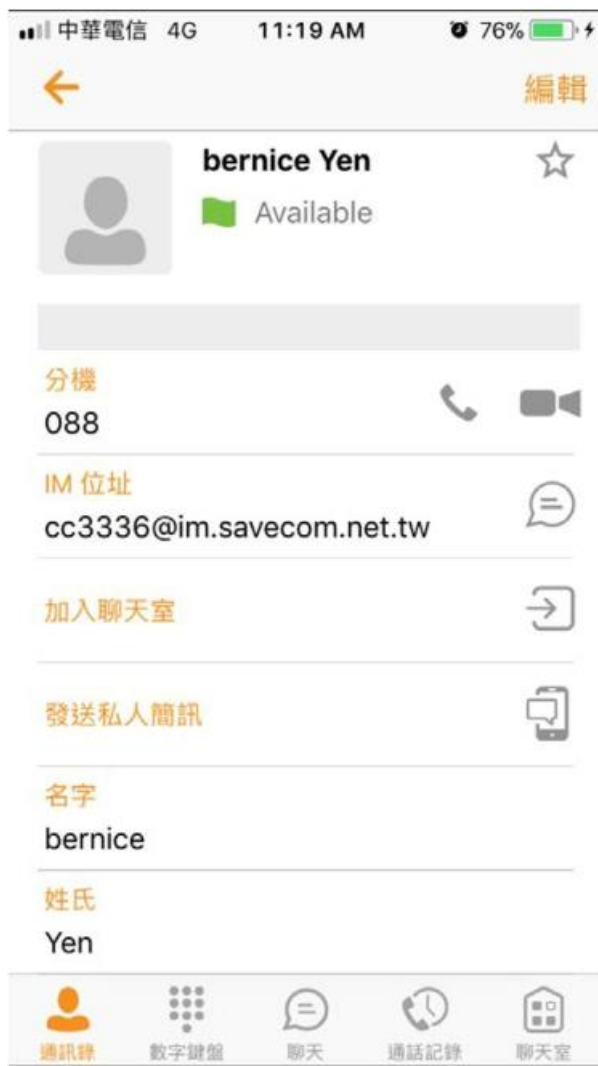 中華電信 4G 11:19 AM 76%
編輯
bernice Yen
Available
分機
088
IM 位址
cc3336@im.savecom.net.tw
加入聊天室
發送私人簡訊
名字
bernice
姓氏
Yen
通訊錄 數字鍵盤 聊天 通話記錄 聊天室